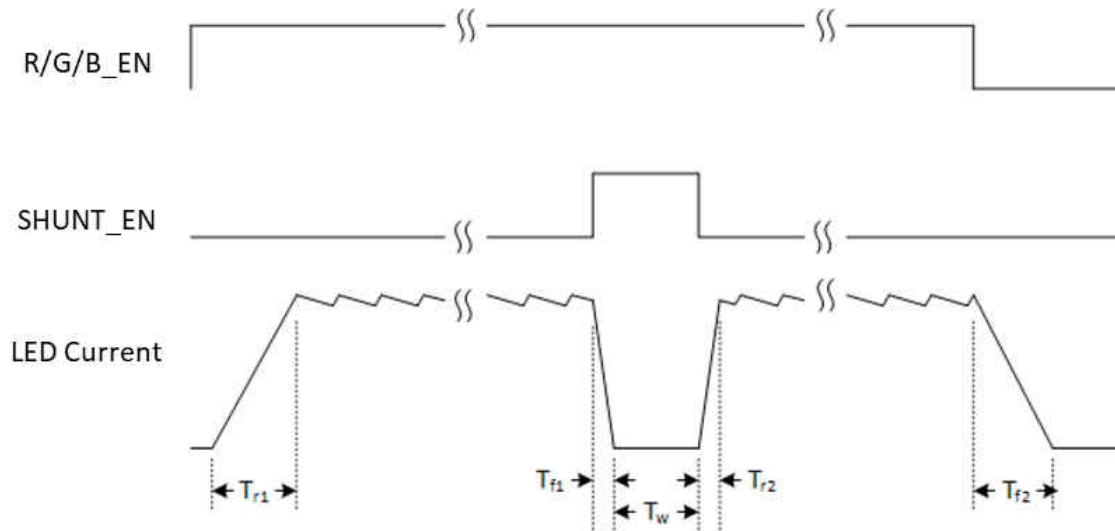 R/G/B_EN
SHUNT_EN
LED Current
Tr1
Tf1
Tw
Tr2
Tf2